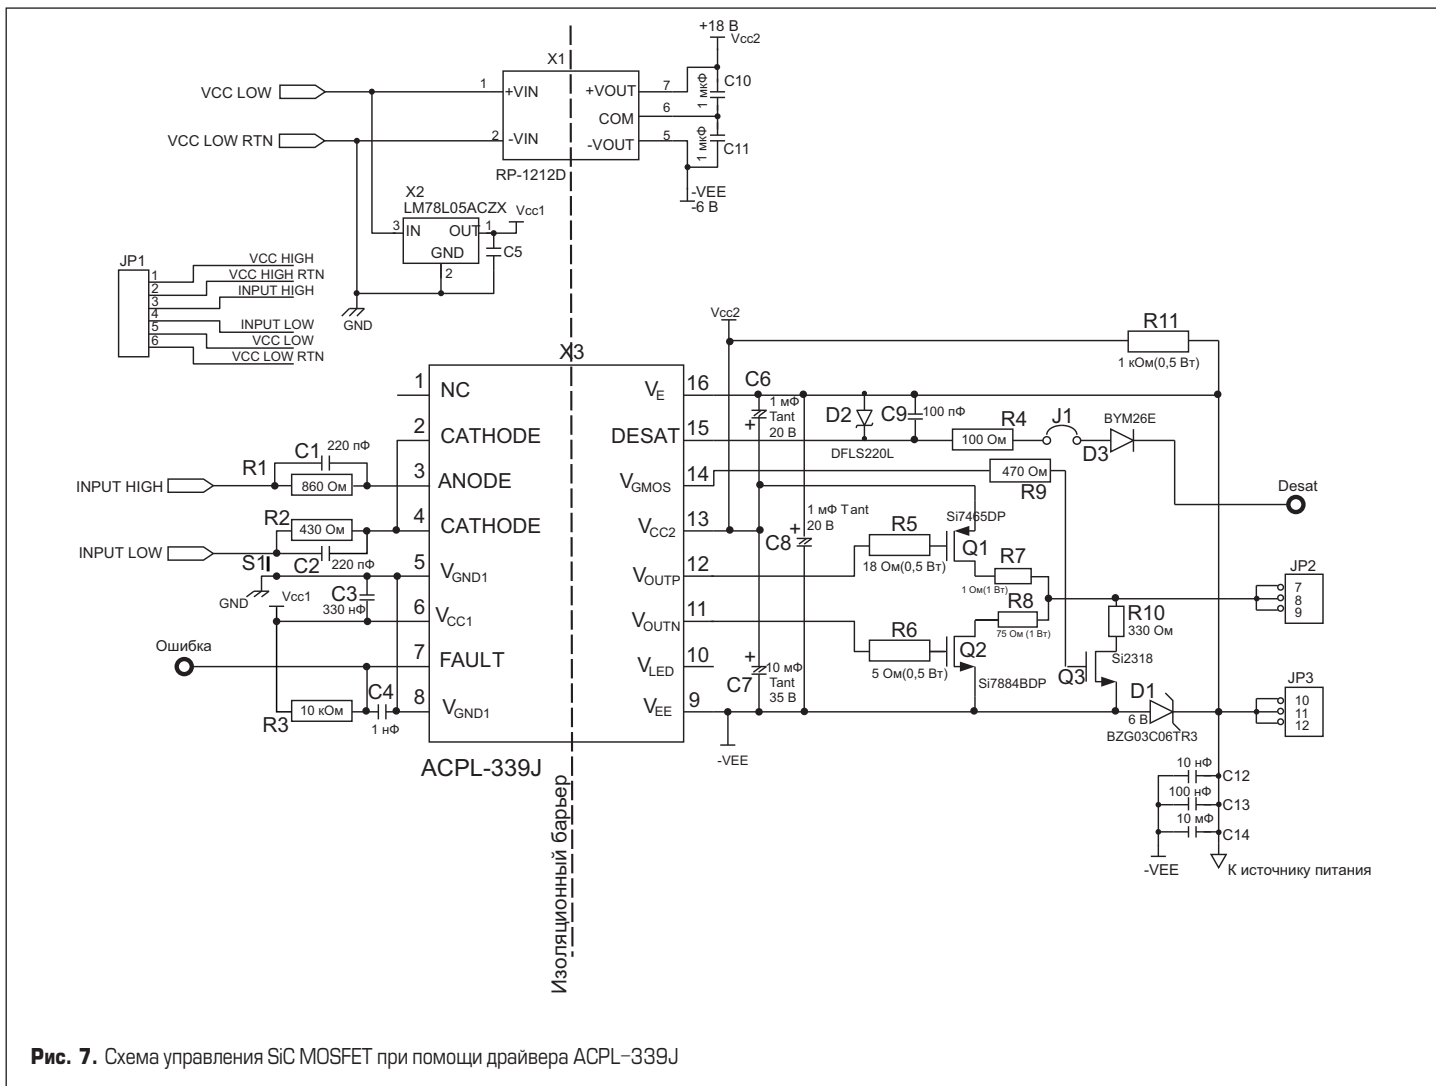 +18 В
Vcc2
X1
VCC LOW
1
+VIN
+VOUT
7
1 мкФ
C10
COM
6
VCC LOW RTN
2
-VIN
-VOUT
5
1 мкФ
C11
RP-1212D
-VEE
-6 В
X2
LM78L05ACZX
Vcc1
3
IN
OUT
1
GND
2
C5
GND
JP1
1
2
3
4
5
6
VCC HIGH
VCC HIGH RTN
INPUT HIGH
INPUT LOW
VCC LOW
VCC LOW RTN
Vcc2
R11
1 кОм(0,5 Вт)
X3
1
NC
2
CATHODE
3
ANODE
4
CATHODE
5
VGND1
6
VCC1
7
FAULT
8
VGND1
VE
16
DESAT
15
VGMOS
14
VCC2
13
VOUTP
12
VOUTN
11
VLED
10
VEE
9
ACPL-339J
C1
220 пФ
R1
860 Ом
INPUT HIGH
R2
430 Ом
INPUT LOW
S1
C2
220 пФ
GND
Vcc1
C3
330 нФ
Ошибка
R3
10 кОм
C4
1 нФ
C6
1 мФ
Tant
20 В
+
D2
DFLS220L
C9
100 пФ
R4
100 Ом
J1
BYM26E
D3
Desat
470 Ом
R9
1 мФ Tant
20 В
+
C8
Si7465DP
R5
18 Ом(0,5 Вт)
Q1
R7
1 Ом(1 Вт)
R8
75 Ом (1 Вт)
R6
5 Ом(0,5 Вт)
Q2
Si7884BDP
R10
330 Ом
Si2318
Q3
JP2
7
8
9
+
10 мФ
Tant
35 В
C7
-VEE
D1
6 В
BZG03C06TR3
JP3
10
11
12
10 нФ
C12
100 нФ
C13
10 мФ
C14
-VEE
К источнику питания
Изоляционный барьер
Рис. 7. Схема управления SiC MOSFET при помощи драйвера ACPL-339J